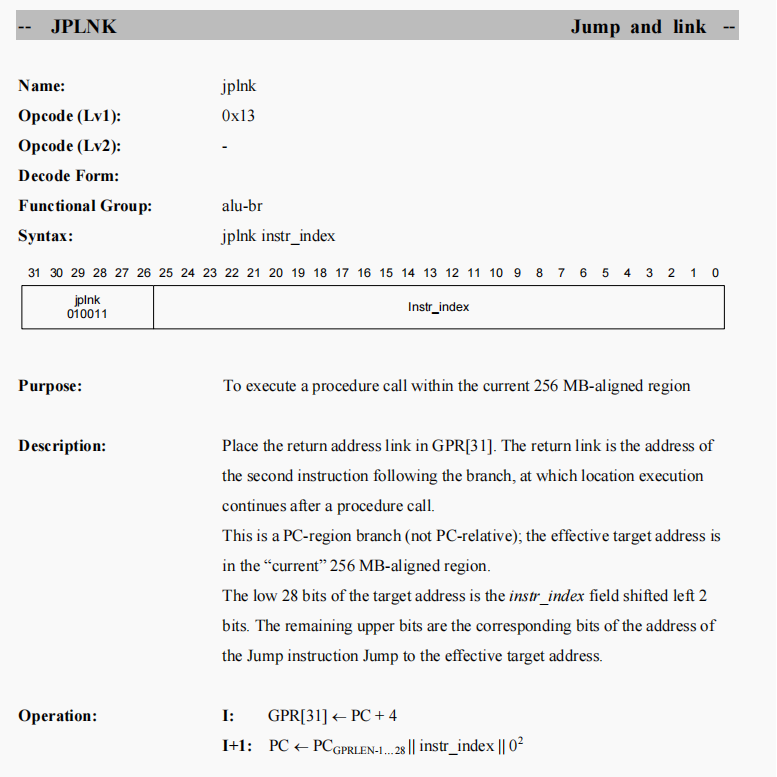 -- JPLNK Jump and link --
Name: jplnk
Opcode (Lv1): 0x13
Opcode (Lv2): -
Decode Form:
Functional Group: alu-br
Syntax: jplnk instr_index
31 30 29 28 27 26 25 24 23 22 21 20 19 18 17 16 15 14 13 12 11 10 9 8 7 6 5 4 3 2 1 0
jplnk
010011
Instr_index
Purpose: To execute a procedure call within the current 256 MB-aligned region
Description: Place the return address link in GPR[31]. The return link is the address of
the second instruction following the branch, at which location execution
continues after a procedure call.
This is a PC-region branch (not PC-relative); the effective target address is
in the “current” 256 MB-aligned region.
The low 28 bits of the target address is the instr_index field shifted left 2
bits. The remaining upper bits are the corresponding bits of the address of
the Jump instruction Jump to the effective target address.
Operation: I: GPR[31] ← PC + 4
I+1: PC ← PCGPRLEN-1…28 || instr_index || 0²